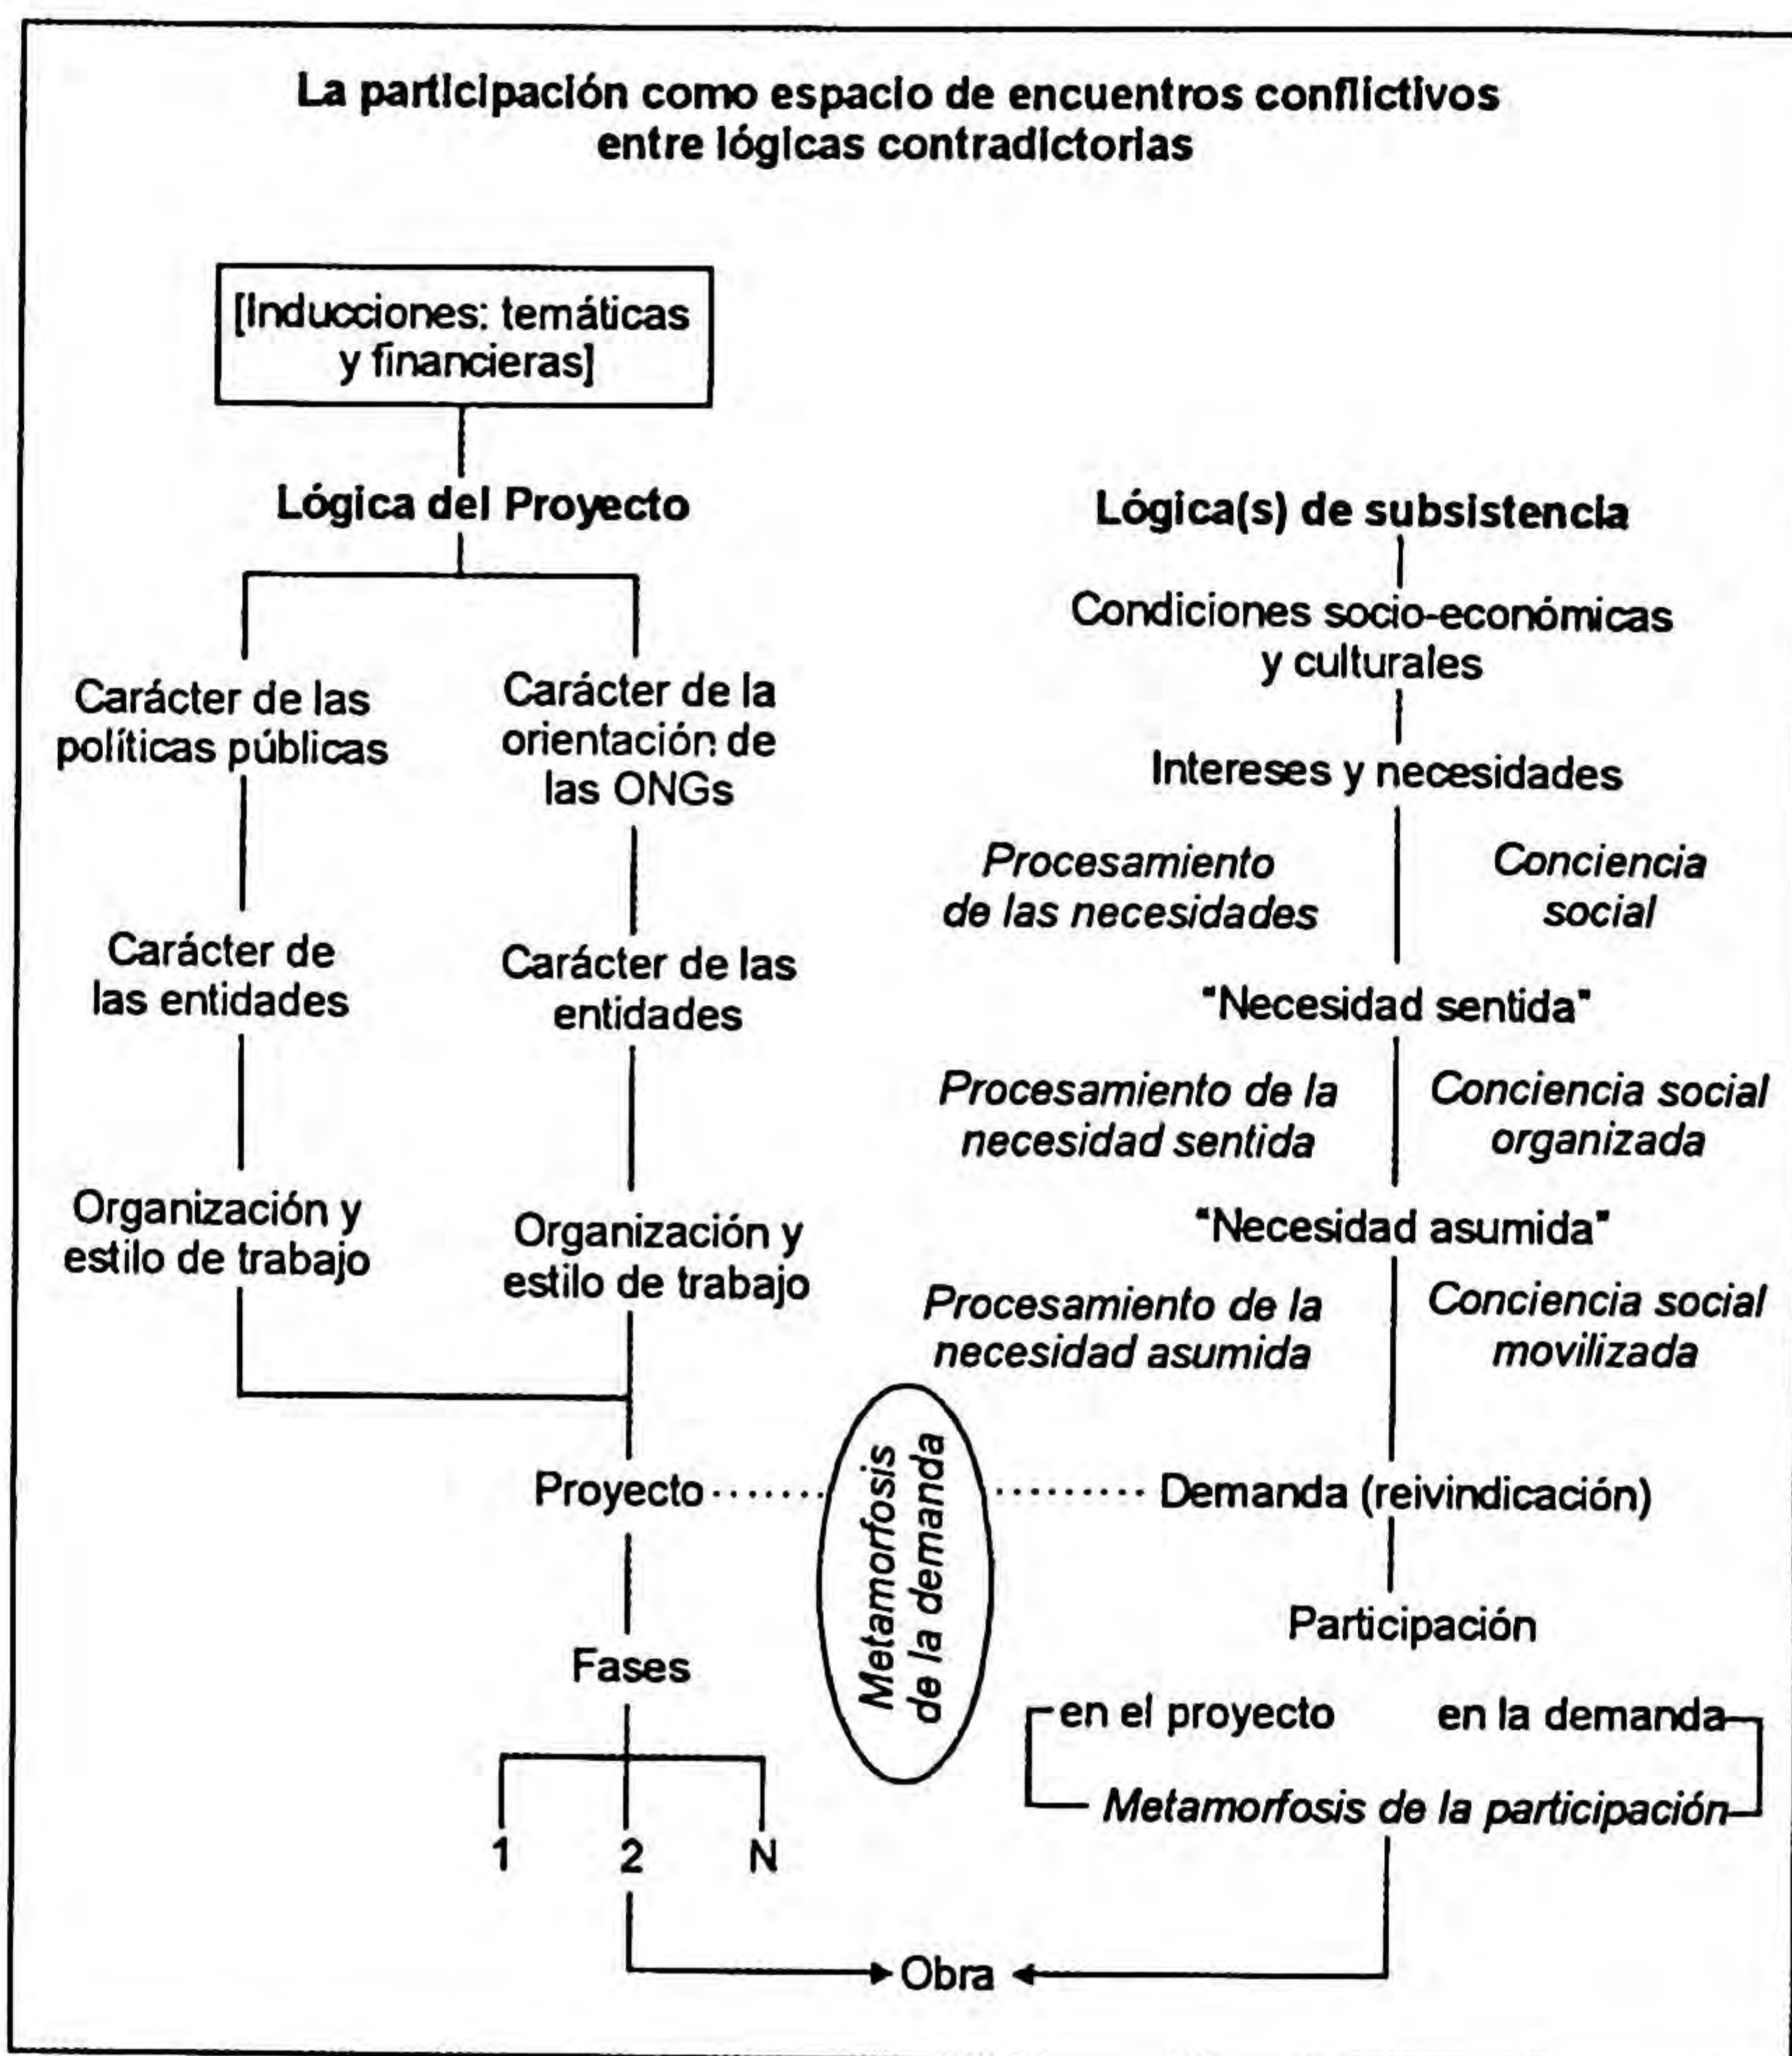 La participación como espacio de encuentros conflictivos
entre lógicas contradictorias
[Inducciones: temáticas
y financieras]
Lógica del Proyecto
Carácter de las
políticas públicas
Carácter de la
orientación de
las ONGs
Carácter de
las entidades
Carácter de las
entidades
Organización y
estilo de trabajo
Organización y
estilo de trabajo
Proyecto
Fases
1 2 N
Metamorfosis
de la demanda
Lógica(s) de subsistencia
Condiciones socio-económicas
y culturales
Intereses y necesidades
Procesamiento
de las necesidades
Conciencia
social
"Necesidad sentida"
Procesamiento de la
necesidad sentida
Conciencia social
organizada
"Necesidad asumida"
Procesamiento de la
necesidad asumida
Conciencia social
movilizada
Demanda (reivindicación)
Participación
en el proyecto en la demanda
Metamorfosis de la participación
Obra